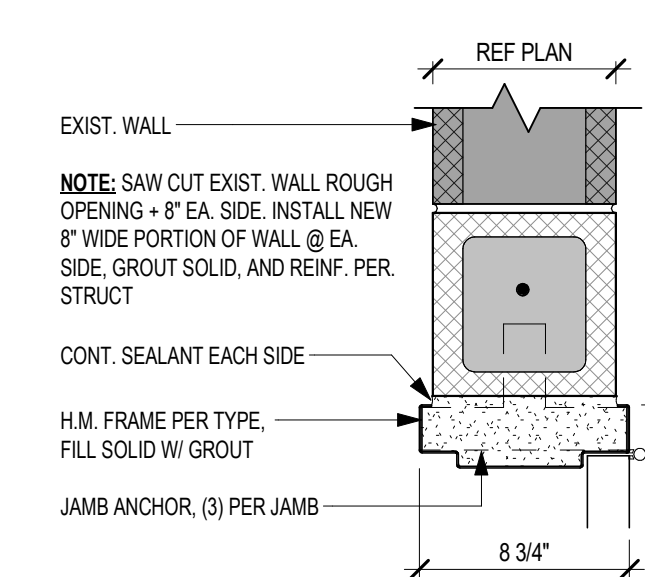 REF PLAN
EXIST. WALL
NOTE: SAW CUT EXIST. WALL ROUGH
OPENING + 8" EA. SIDE. INSTALL NEW
8" WIDE PORTION OF WALL @ EA.
SIDE, GROUT SOLID, AND REINF. PER.
STRUCT
CONT. SEALANT EACH SIDE
H.M. FRAME PER TYPE,
FILL SOLID W/ GROUT
JAMB ANCHOR, (3) PER JAMB
8 3/4"